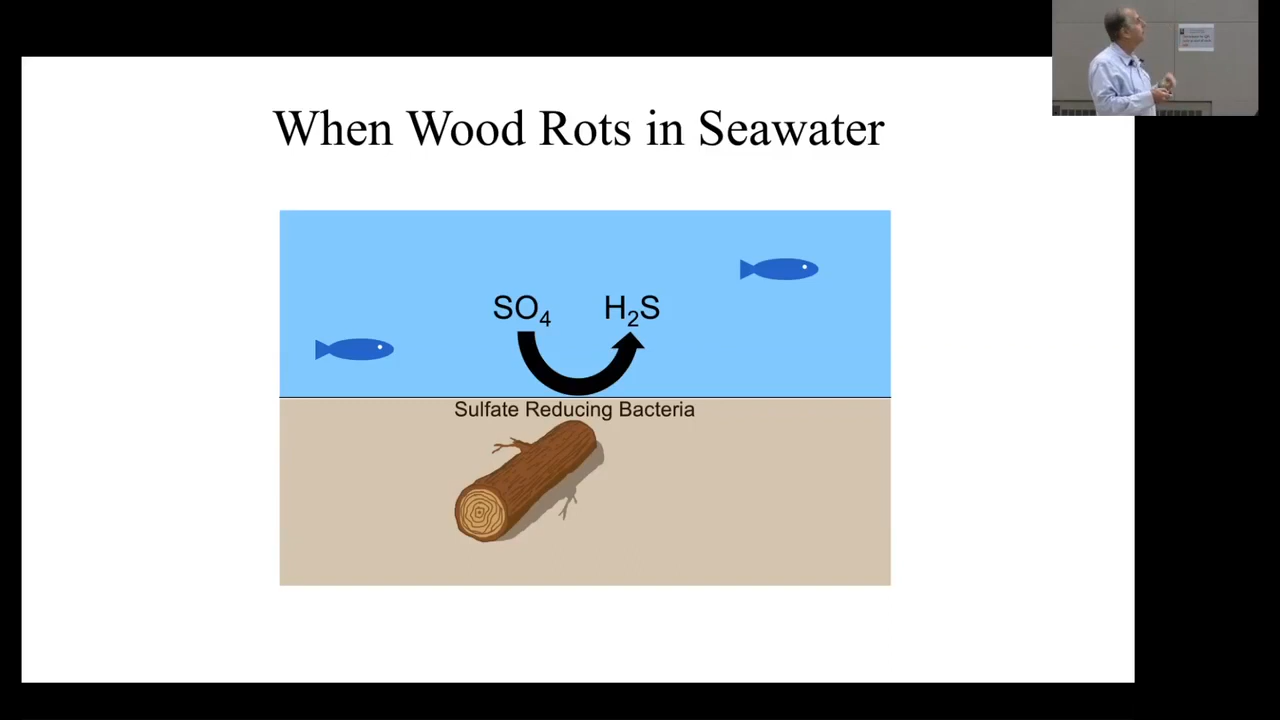 When Wood Rots in Seawater
SO₄ H₂S
Sulfate Reducing Bacteria